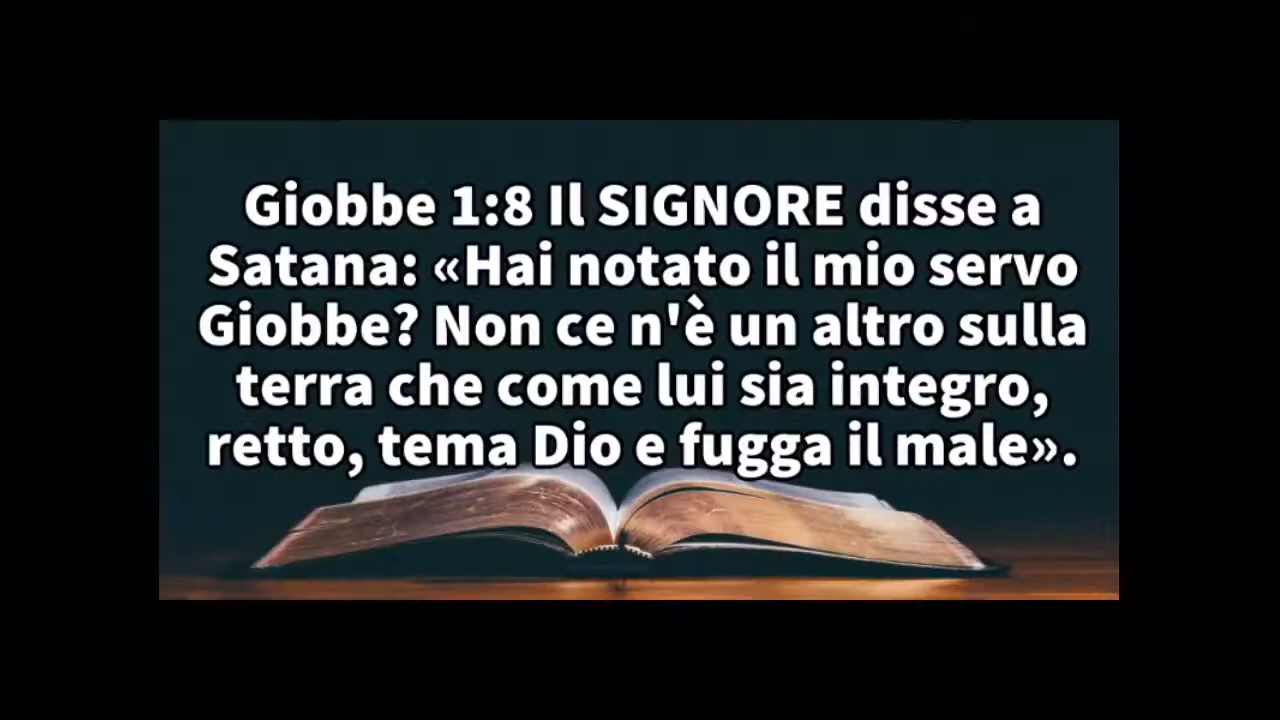 Giobbe 1:8 Il SIGNORE disse a
Satana: «Hai notato il mio servo
Giobbe? Non ce n'è un altro sulla
terra che come lui sia integro,
retto, tema Dio e fugga il male».